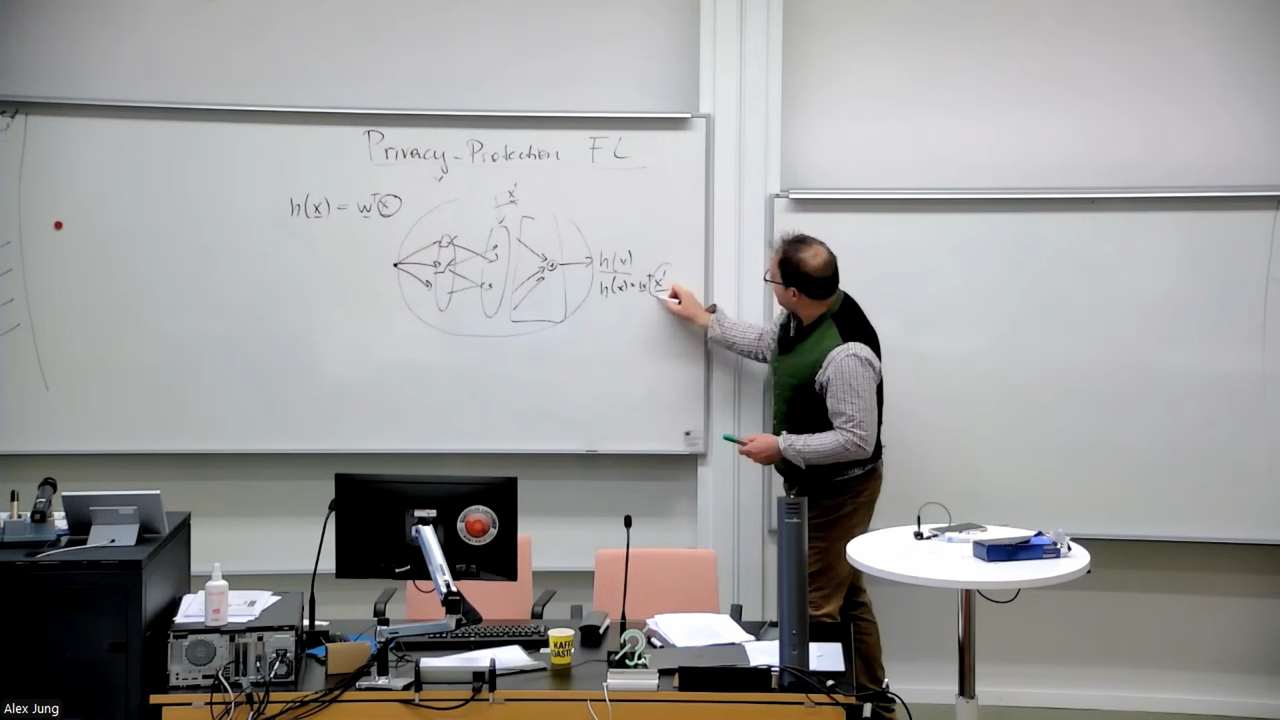 Privacy-Protection FL
h(x) = wᵀx
x'
h(x)
h(x) = wᵀx'
KAFFE
Alex Jung